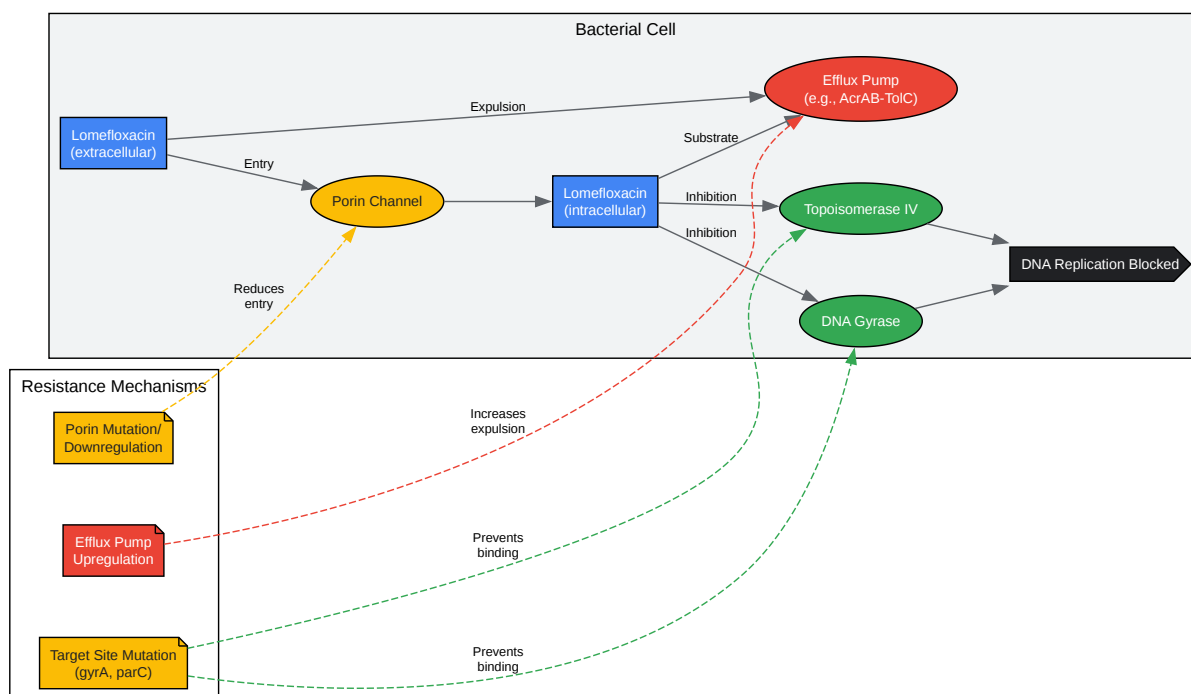 Bacterial Cell
Efflux Pump
(e.g., AcrAB-TolC)
Expulsion
Lomefloxacin
(extracellular)
Substrate
Entry
Porin Channel
Lomefloxacin
(intracellular)
Inhibition
Topoisomerase IV
Inhibition
DNA Replication Blocked
Reduces
entry
DNA Gyrase
Resistance Mechanisms
Porin Mutation/
Downregulation
Increases
expulsion
Efflux Pump
Upregulation
Prevents
binding
Target Site Mutation
(gyrA, parC)
Prevents
binding